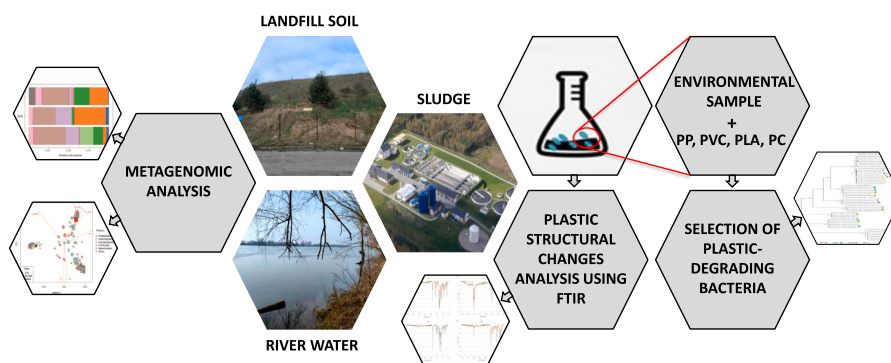 LANDFILL SOIL
SLUDGE
RIVER WATER
METAGENOMIC
ANALYSIS
ENVIRONMENTAL
SAMPLE
+
PP, PVC, PLA, PC
PLASTIC
STRUCTURAL
CHANGES
ANALYSIS USING
FTIR
SELECTION OF
PLASTIC-
DEGRADING
BACTERIA